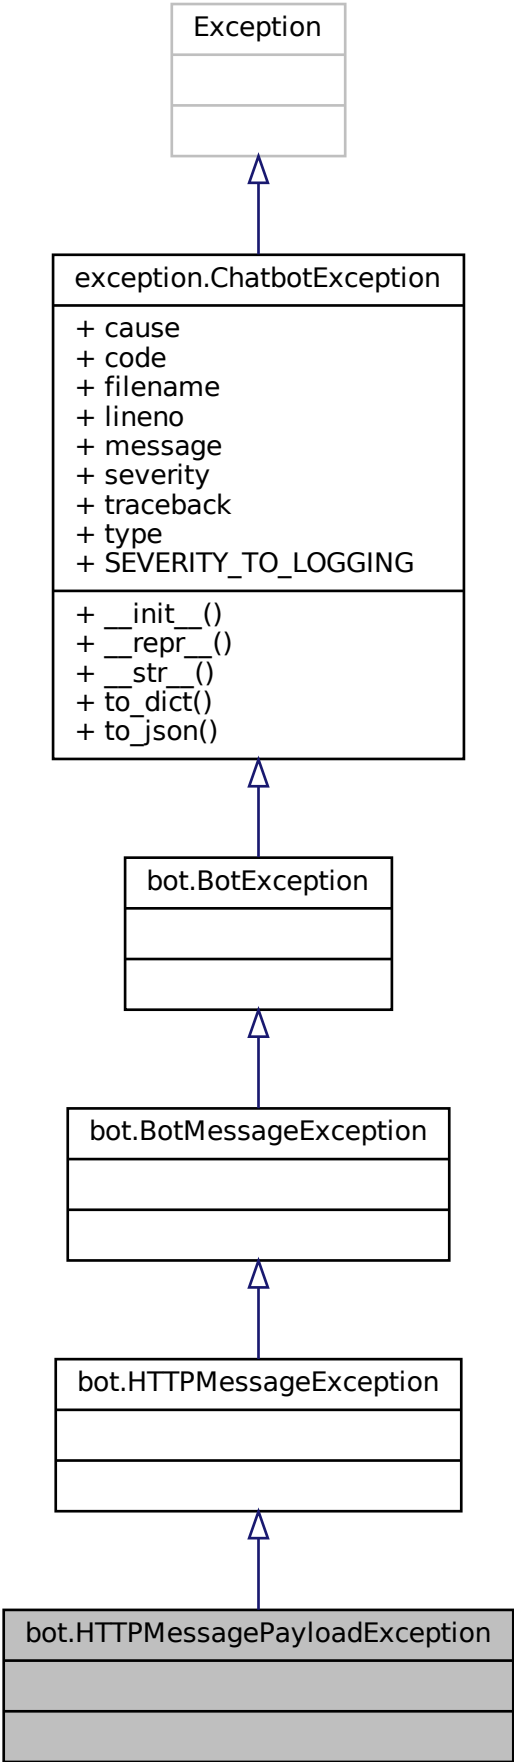 Exception
exception.ChatbotException
+ cause
+ code
+ filename
+ lineno
+ message
+ severity
+ traceback
+ type
+ SEVERITY_TO_LOGGING
+ __init__()
+ __repr__()
+ __str__()
+ to_dict()
+ to_json()
bot.BotException
bot.BotMessageException
bot.HTTPMessageException
bot.HTTPMessagePayloadException